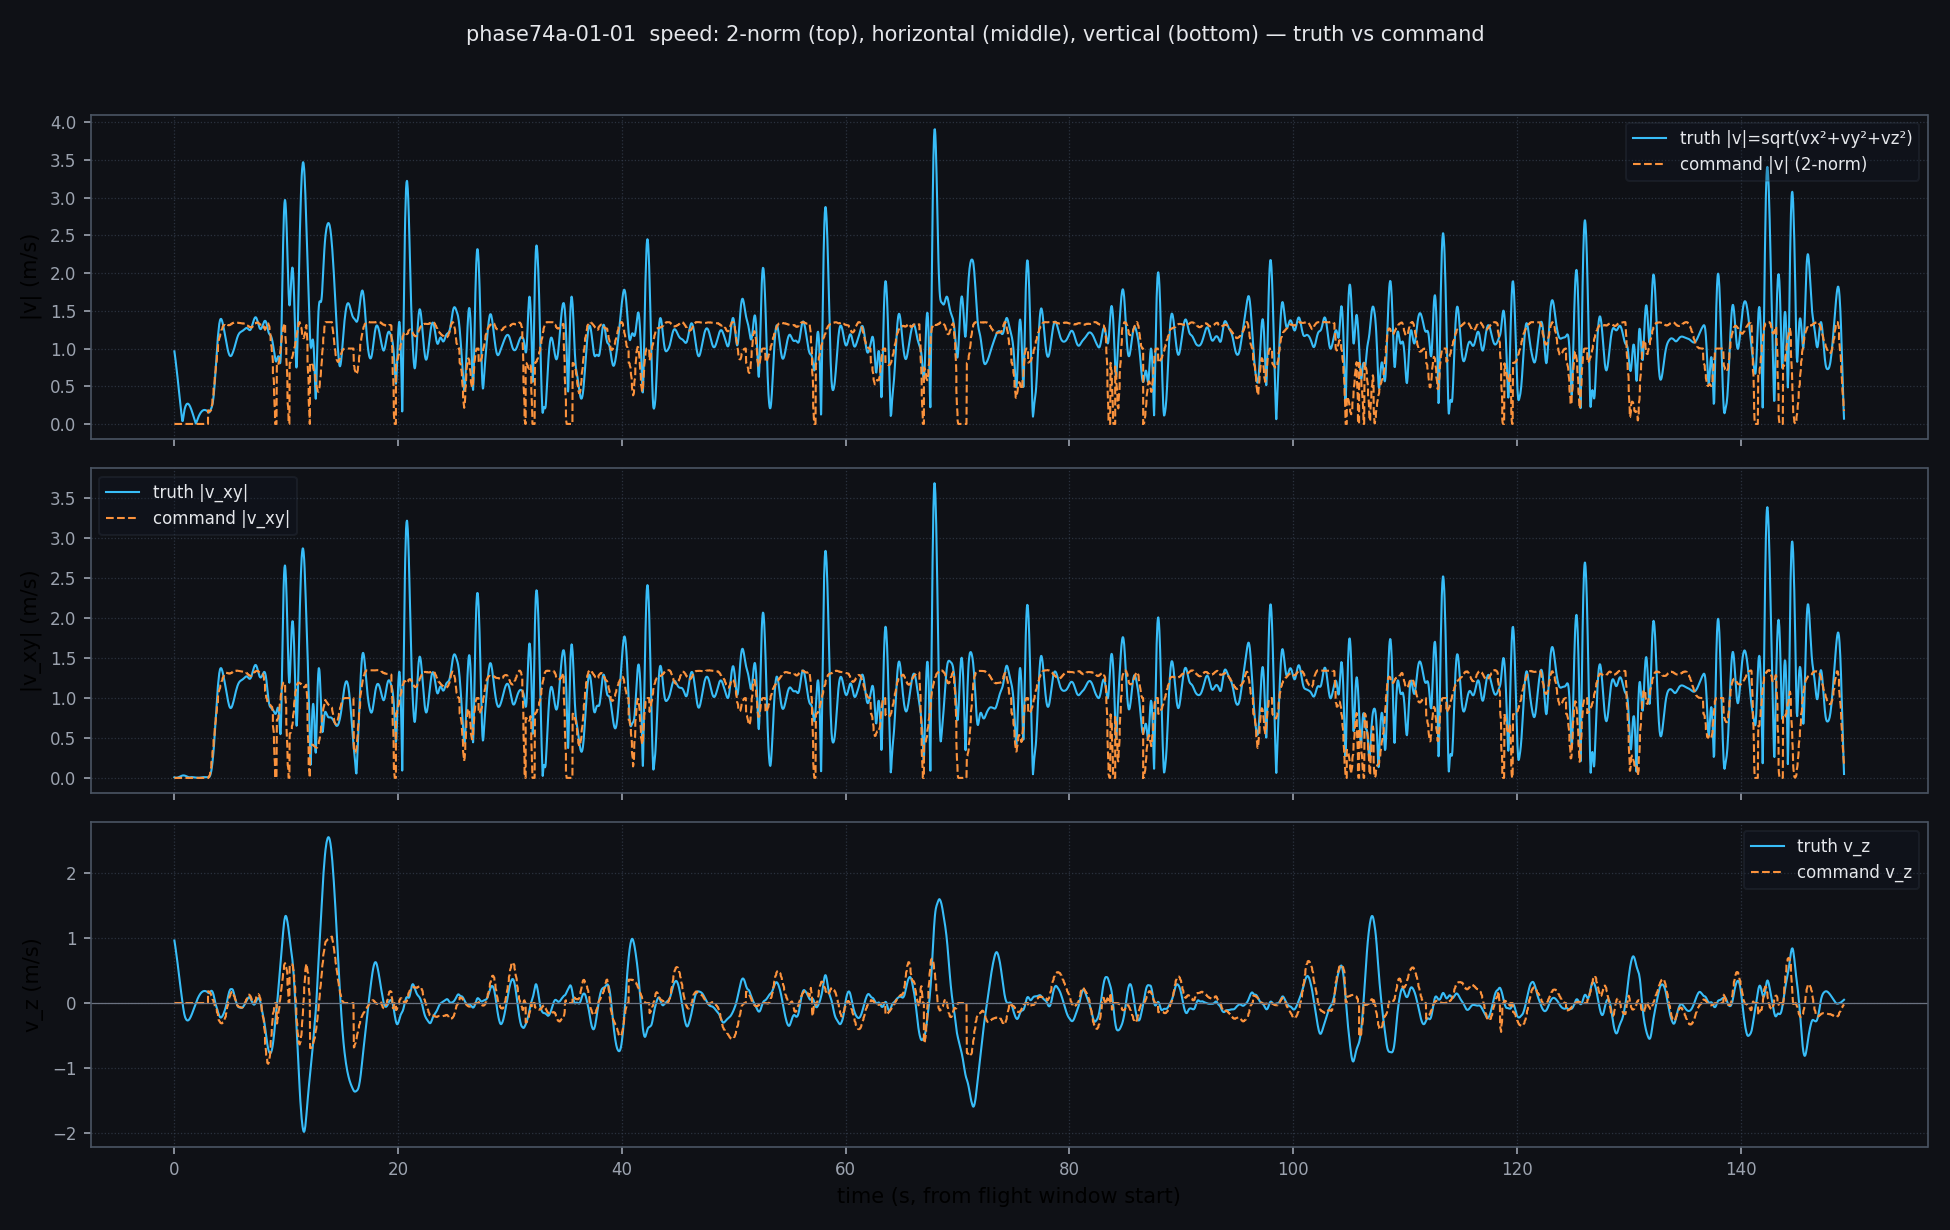 phase74a-01-01  speed: 2-norm (top), horizontal (middle), vertical (bottom) — truth vs command
4.0
3.5
3.0
2.5
2.0
1.5
1.0
0.5
0.0
|v| (m/s)
truth |v|=sqrt(vx²+vy²+vz²)
command |v| (2-norm)
3.5
3.0
2.5
2.0
1.5
1.0
0.5
0.0
|v_xy| (m/s)
truth |v_xy|
command |v_xy|
2
1
0
−1
−2
v_z (m/s)
truth v_z
command v_z
0 20 40 60 80 100 120 140
time (s, from flight window start)